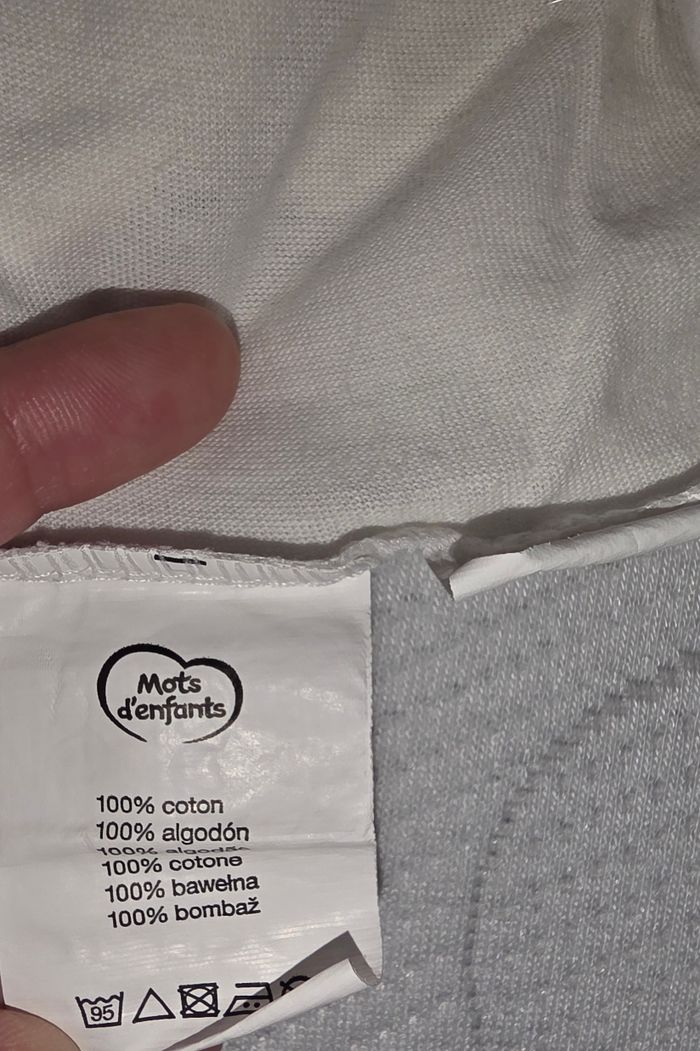 Mots
d'enfants
100% coton
100% algodón
100% cotone
100% bawełna
100% bombaž
95